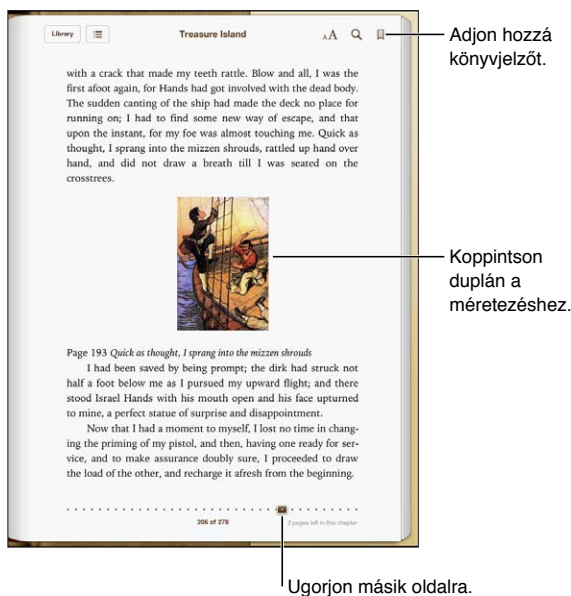 Library
Treasure Island
AA
with a crack that made my teeth rattle. Blow and all, I was the
first afoot again, for Hands had got involved with the dead body.
The sudden canting of the ship had made the deck no place for
running on; I had to find some new way of escape, and that
upon the instant, for my foe was almost touching me. Quick as
thought, I sprang into the mizzen shrouds, rattled up hand over
hand, and did not draw a breath till I was seated on the
crosstrees.
Page 193 Quick as thought, I sprang into the mizzen shrouds
I had been saved by being prompt; the dirk had struck not
half a foot below me as I pursued my upward flight; and there
stood Israel Hands with his mouth open and his face upturned
to mine, a perfect statue of surprise and disappointment.
Now that I had a moment to myself, I lost no time in chang-
ing the priming of my pistol, and then, having one ready for ser-
vice, and to make assurance doubly sure, I proceeded to draw
the load of the other, and recharge it afresh from the beginning.
206 of 278
2 pages left in this chapter
Adjon hozzá
könyvjelzőt.
Koppintson
duplán a
méretezéshez.
Ugorjon másik oldalra.